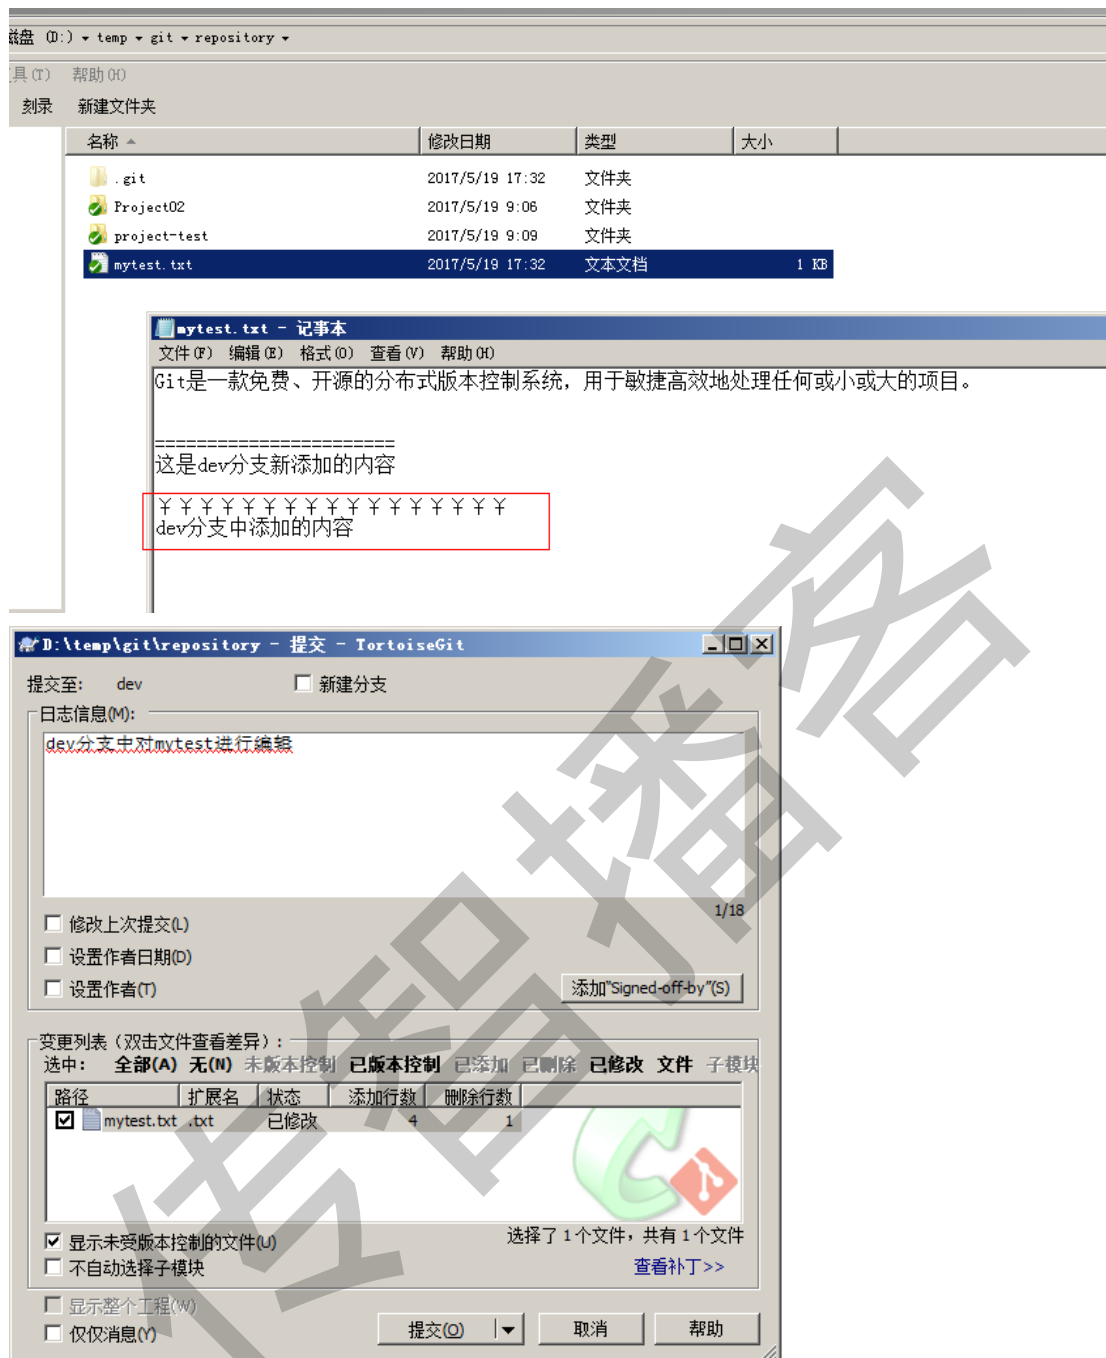 磁盘 (D:) ▾ temp ▾ git ▾ repository ▾
具(T) 帮助(H)
刻录 新建文件夹
名称 修改日期 类型 大小
.git 2017/5/19 17:32 文件夹
Project02 2017/5/19 9:06 文件夹
project-test 2017/5/19 9:09 文件夹
mytest.txt 2017/5/19 17:32 文本文档 1 KB
mytest.txt - 记事本
文件(F) 编辑(E) 格式(O) 查看(V) 帮助(H)
Git是一款免费、开源的分布式版本控制系统，用于敏捷高效地处理任何或小或大的项目。
=======================
这是dev分支新添加的内容
￥￥￥￥￥￥￥￥￥￥￥￥￥￥￥￥￥
dev分支中添加的内容
D:\temp\git\repository - 提交 - TortoiseGit
提交至: dev 新建分支
日志信息(M):
dev分支中对mytest进行编辑
1/18
修改上次提交(L)
设置作者日期(D)
设置作者(T) 添加"Signed-off-by"(S)
变更列表（双击文件查看差异）:
选中: 全部(A) 无(N) 未版本控制 已版本控制 已添加 已删除 已修改 文件 子模块
路径 扩展名 状态 添加行数 删除行数
mytest.txt .txt 已修改 4 1
显示未受版本控制的文件(U) 选择了 1 个文件，共有 1 个文件
不自动选择子模块 查看补丁>>
显示整个工程(W)
仅仅消息(Y) 提交(O) 取消 帮助
传智播客